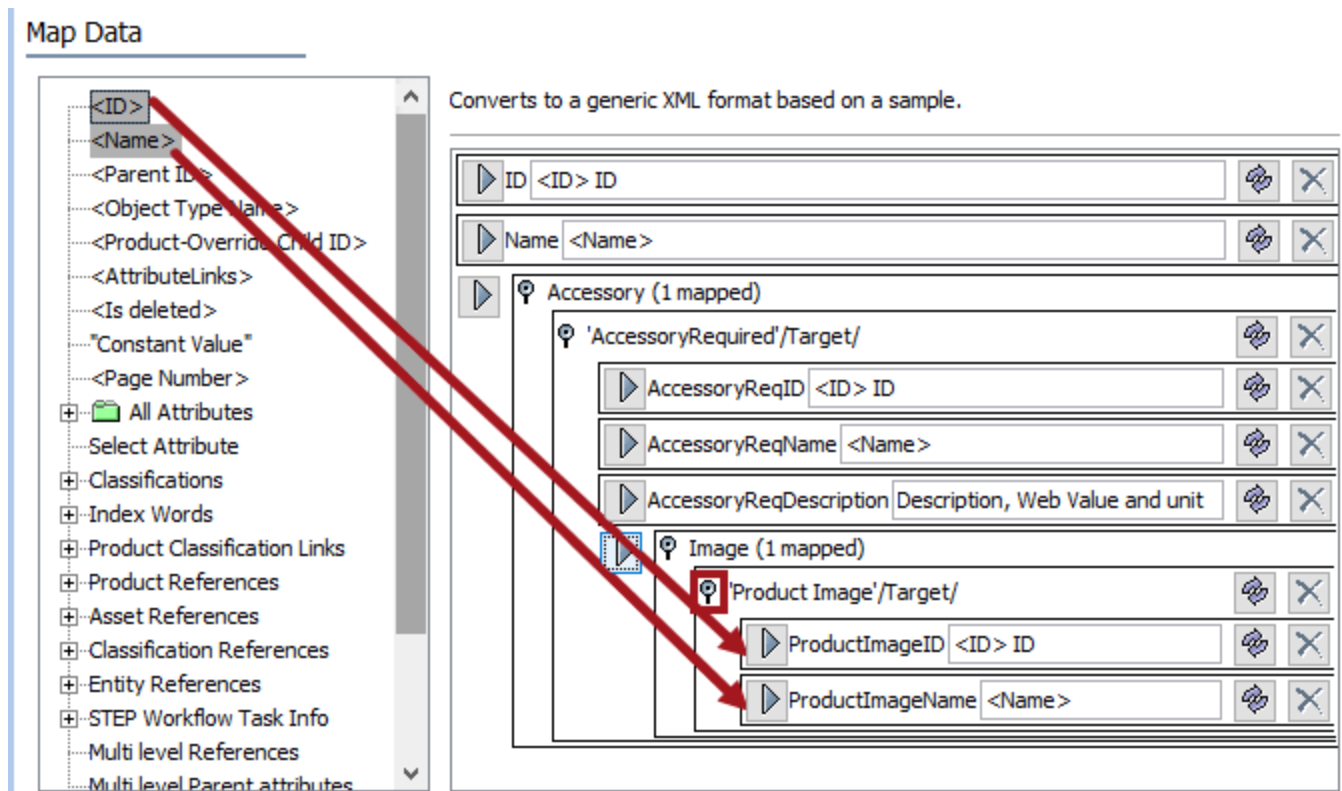 Map Data
<ID>
<Name>
<Parent ID>
<Object Type Name>
<Product-Override Child ID>
<AttributeLinks>
<Is deleted>
"Constant Value"
<Page Number>
All Attributes
Select Attribute
Classifications
Index Words
Product Classification Links
Product References
Asset References
Classification References
Entity References
STEP Workflow Task Info
Multi level References
Multi level Parent attributes
Converts to a generic XML format based on a sample.
ID <ID> ID
Name <Name>
Accessory (1 mapped)
'AccessoryRequired'/Target/
AccessoryReqID <ID> ID
AccessoryReqName <Name>
AccessoryReqDescription Description, Web Value and unit
Image (1 mapped)
'Product Image'/Target/
ProductImageID <ID> ID
ProductImageName <Name>